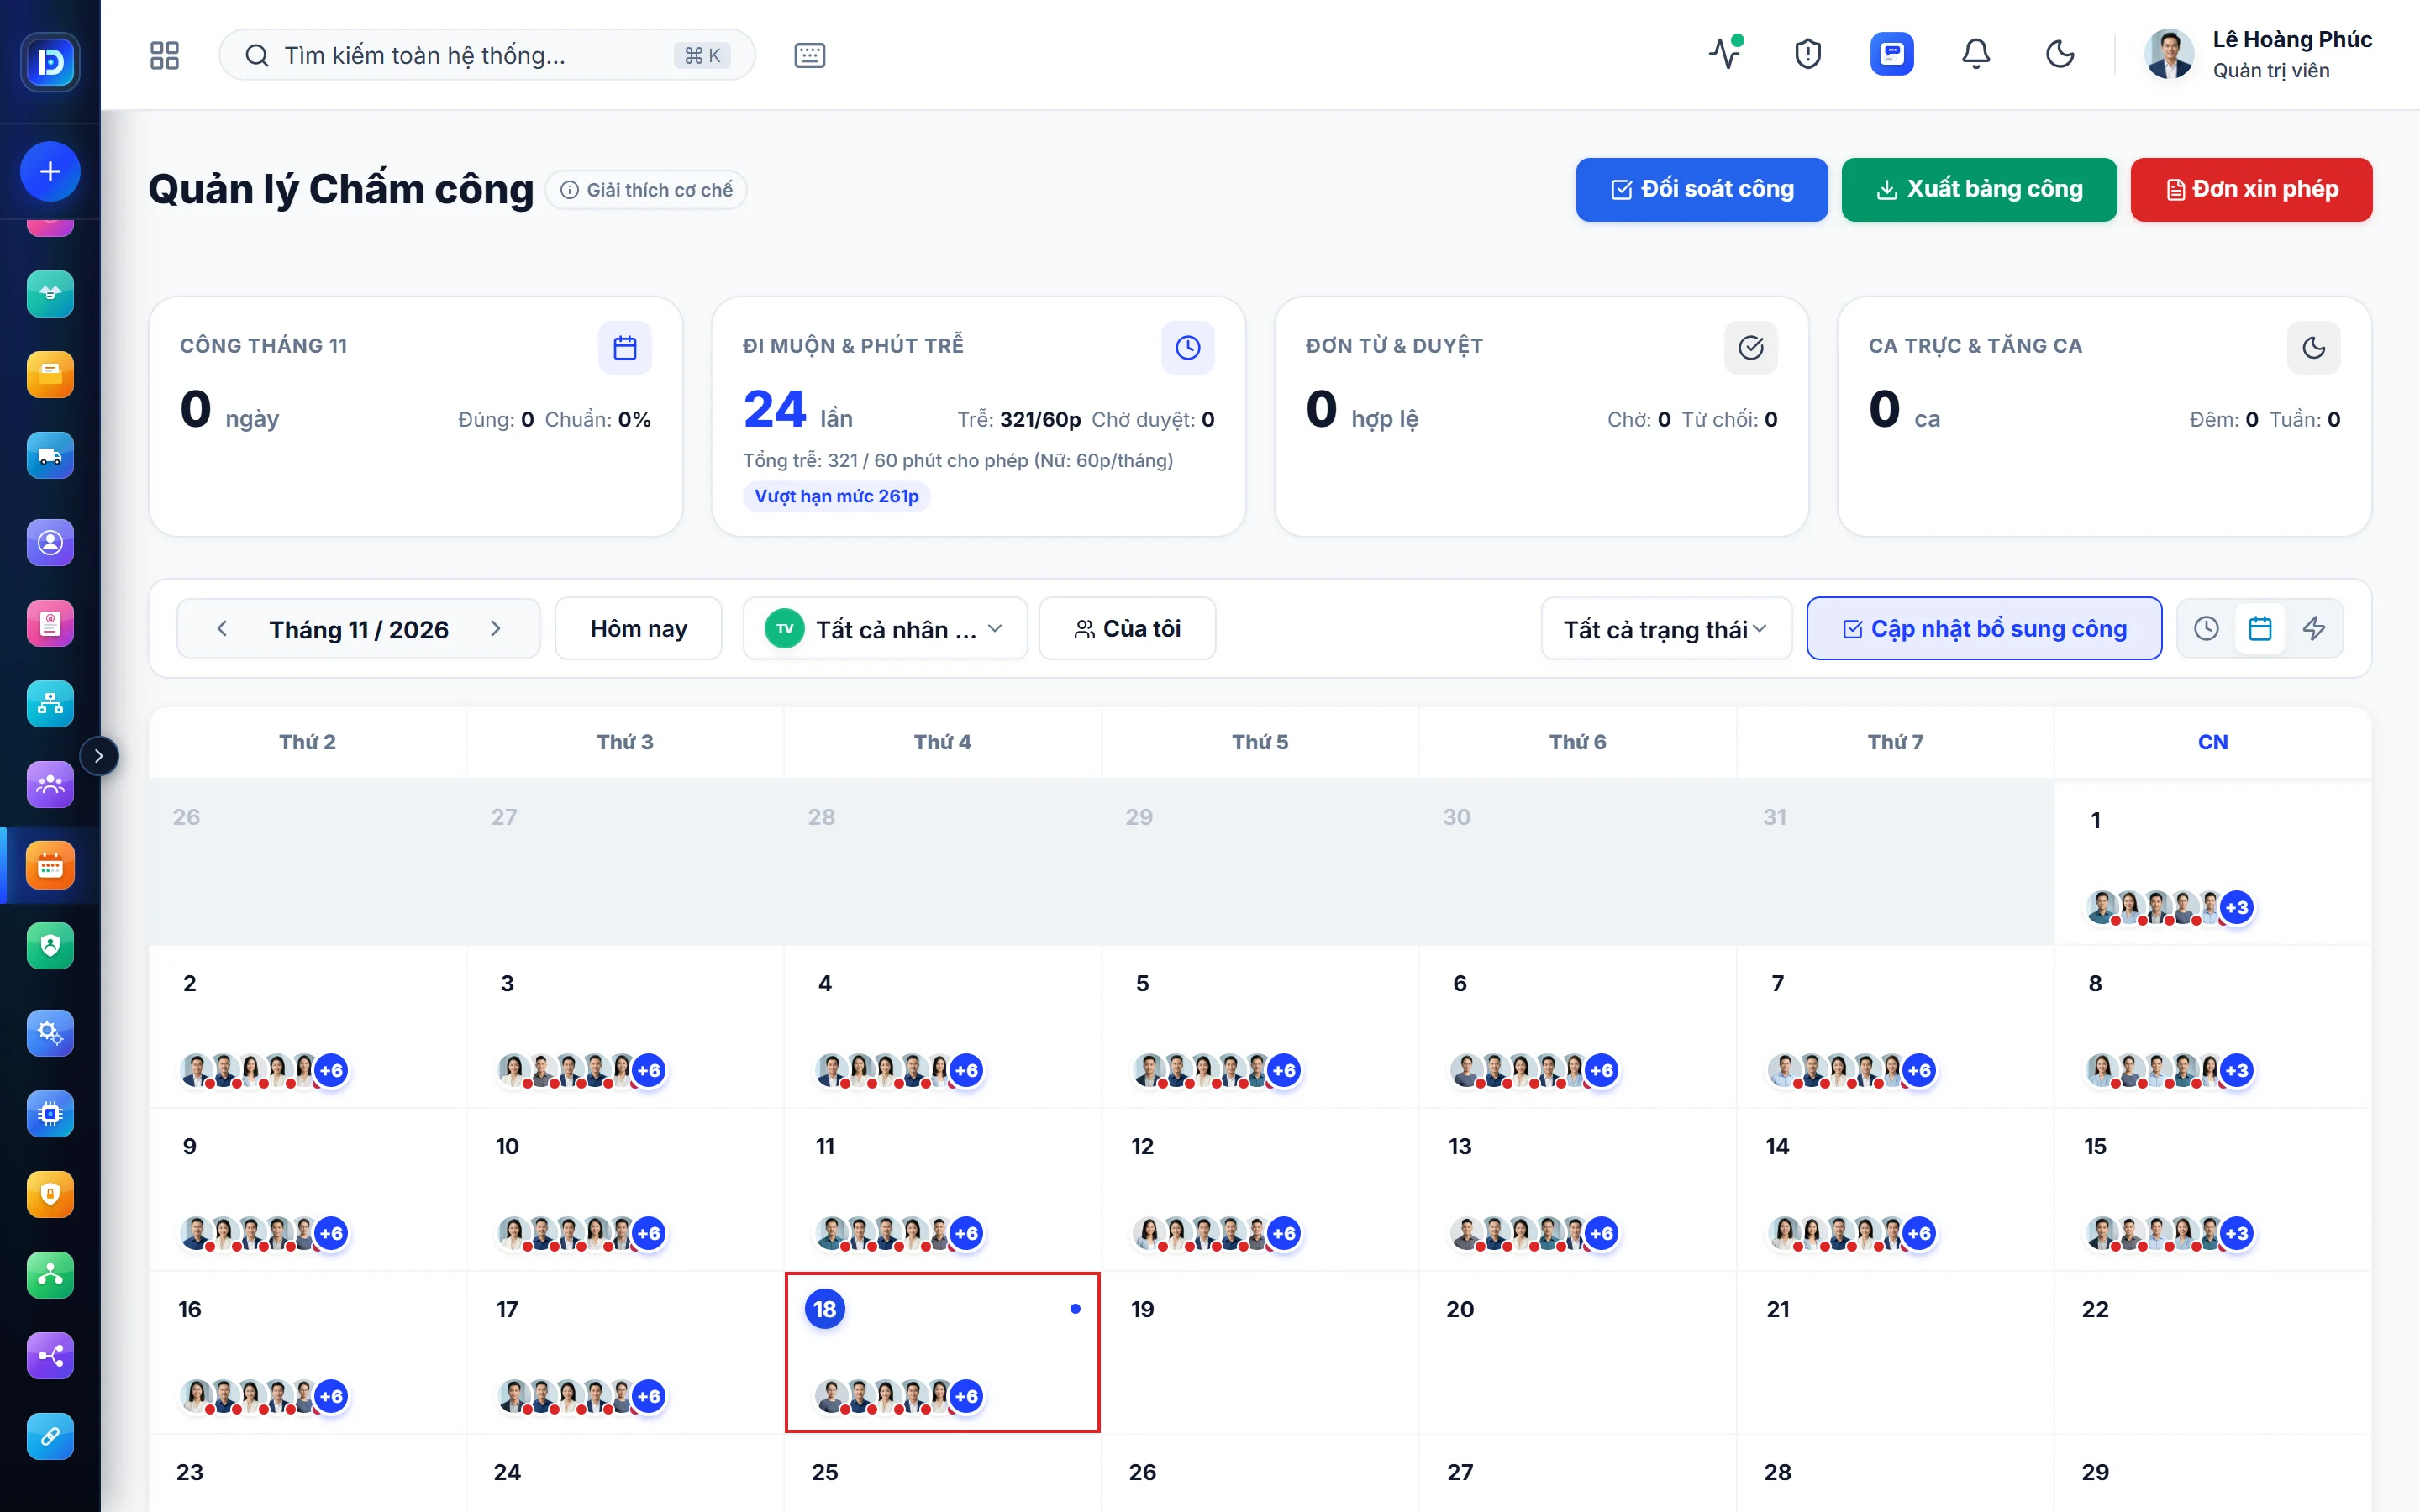 Tìm kiếm toàn hệ thống...
⌘ K
Lê Hoàng Phúc
Quản trị viên
Quản lý Chấm công
Giải thích cơ chế
Đối soát công
Xuất bảng công
Đơn xin phép
CÔNG THÁNG 11
0 ngày
Đúng: 0 Chuẩn: 0%
ĐI MUỘN & PHÚT TRỄ
24 lần
Trễ: 321/60p Chờ duyệt: 0
Tổng trễ: 321 / 60 phút cho phép (Nữ: 60p/tháng)
Vượt hạn mức 261p
ĐƠN TỪ & DUYỆT
0 hợp lệ
Chờ: 0 Từ chối: 0
CA TRỰC & TĂNG CA
0 ca
Đêm: 0 Tuần: 0
Tháng 11 / 2026
Hôm nay
TV
Tất cả nhân ...
Của tôi
Tất cả trạng thái
Cập nhật bổ sung công
Thứ 2 Thứ 3 Thứ 4 Thứ 5 Thứ 6 Thứ 7 CN
26 27 28 29 30 31 1
+3
2 3 4 5 6 7 8
+6 +6 +6 +6 +6 +6 +3
9 10 11 12 13 14 15
+6 +6 +6 +6 +6 +6 +3
16 17 18 19 20 21 22
+6 +6 +6
23 24 25 26 27 28 29